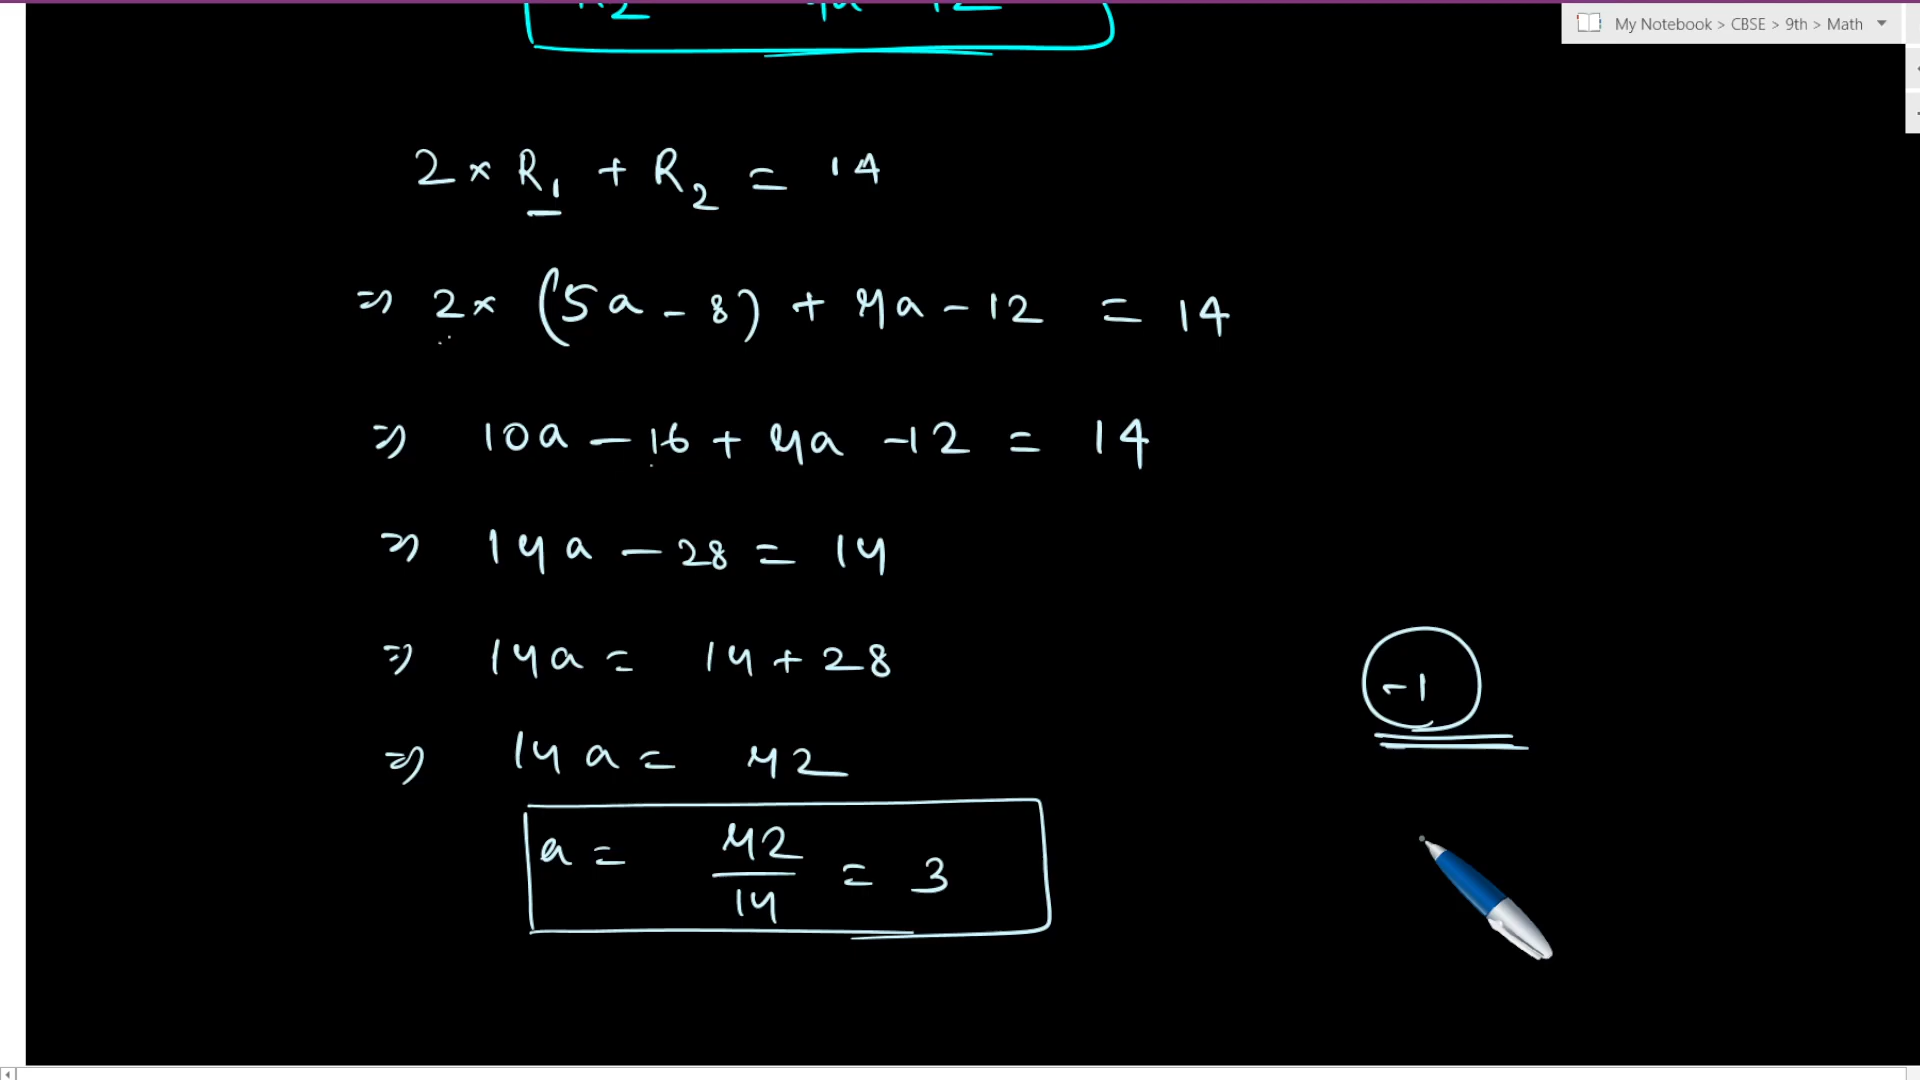 My Notebook > CBSE > 9th > Math
2 × R₁ + R₂ = 14
⇒ 2 × (5a - 8) + 4a - 12 = 14
⇒ 10a - 16 + 4a - 12 = 14
⇒ 14a - 28 = 14
⇒ 14a = 14 + 28
-1
⇒ 14a = 42
a = 42/14 = 3